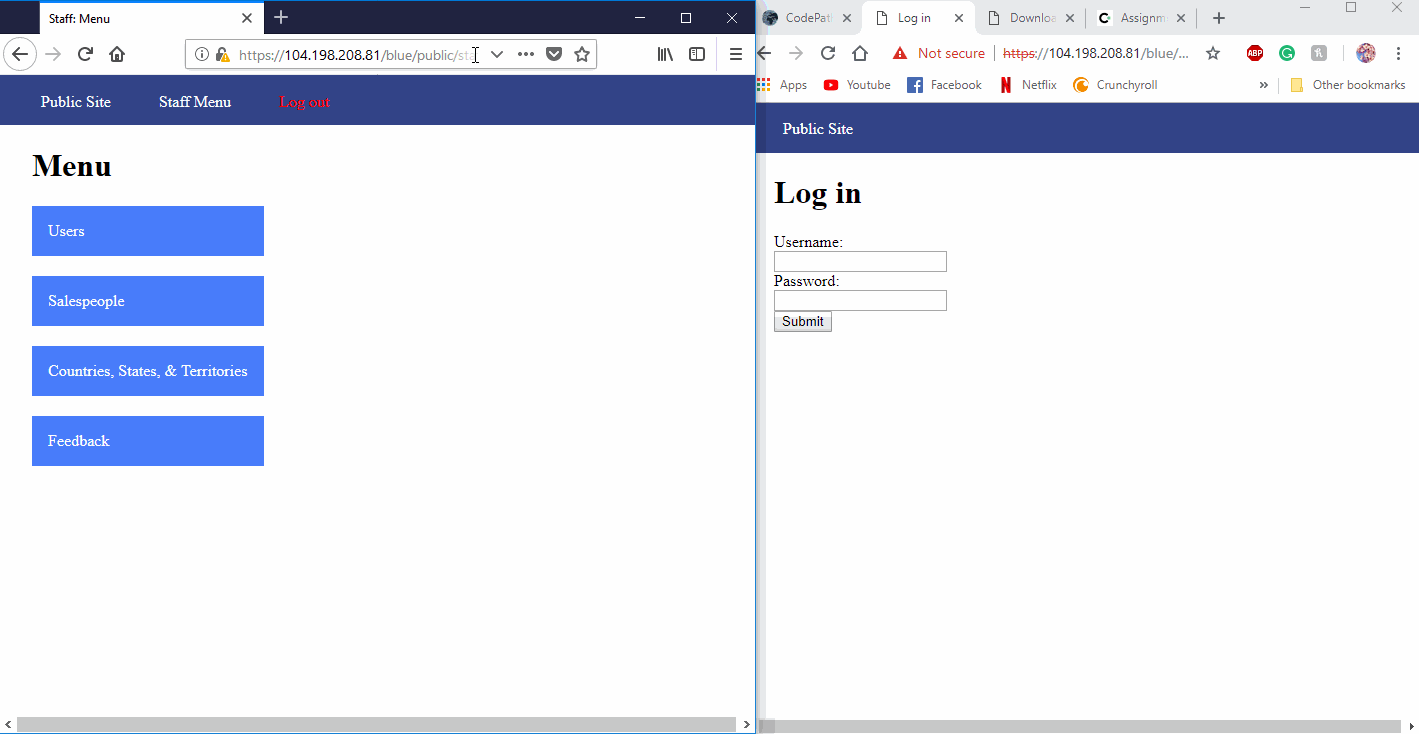 Staff: Menu
https://104.198.208.81/blue/public/sta
Public Site Staff Menu Log out
Menu
Users
Salespeople
Countries, States, & Territories
Feedback
CodePat Log in Downlo Assignm
Not secure https://104.198.208.81/blue/... ABP
Apps YouTube Facebook Netflix Crunchyroll » Other bookmarks
Public Site
Log in
Username:
Password:
Submit